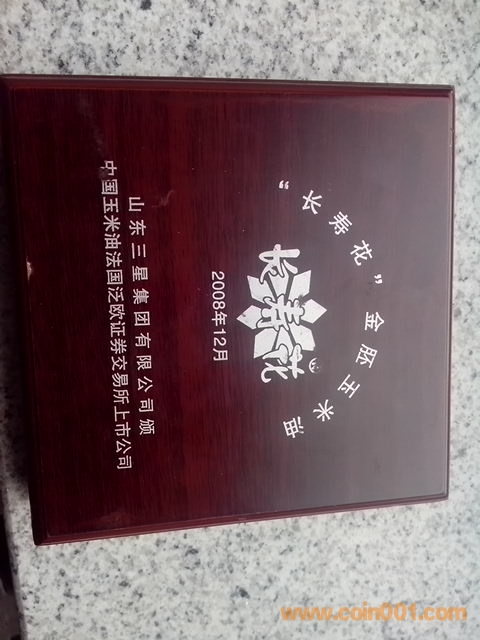 “长寿花”金胚玉米油
长寿花®
2008年12月
山东三星集团有限公司颁
中国玉米油法国泛欧证券交易所上市公司
www.coin001.com